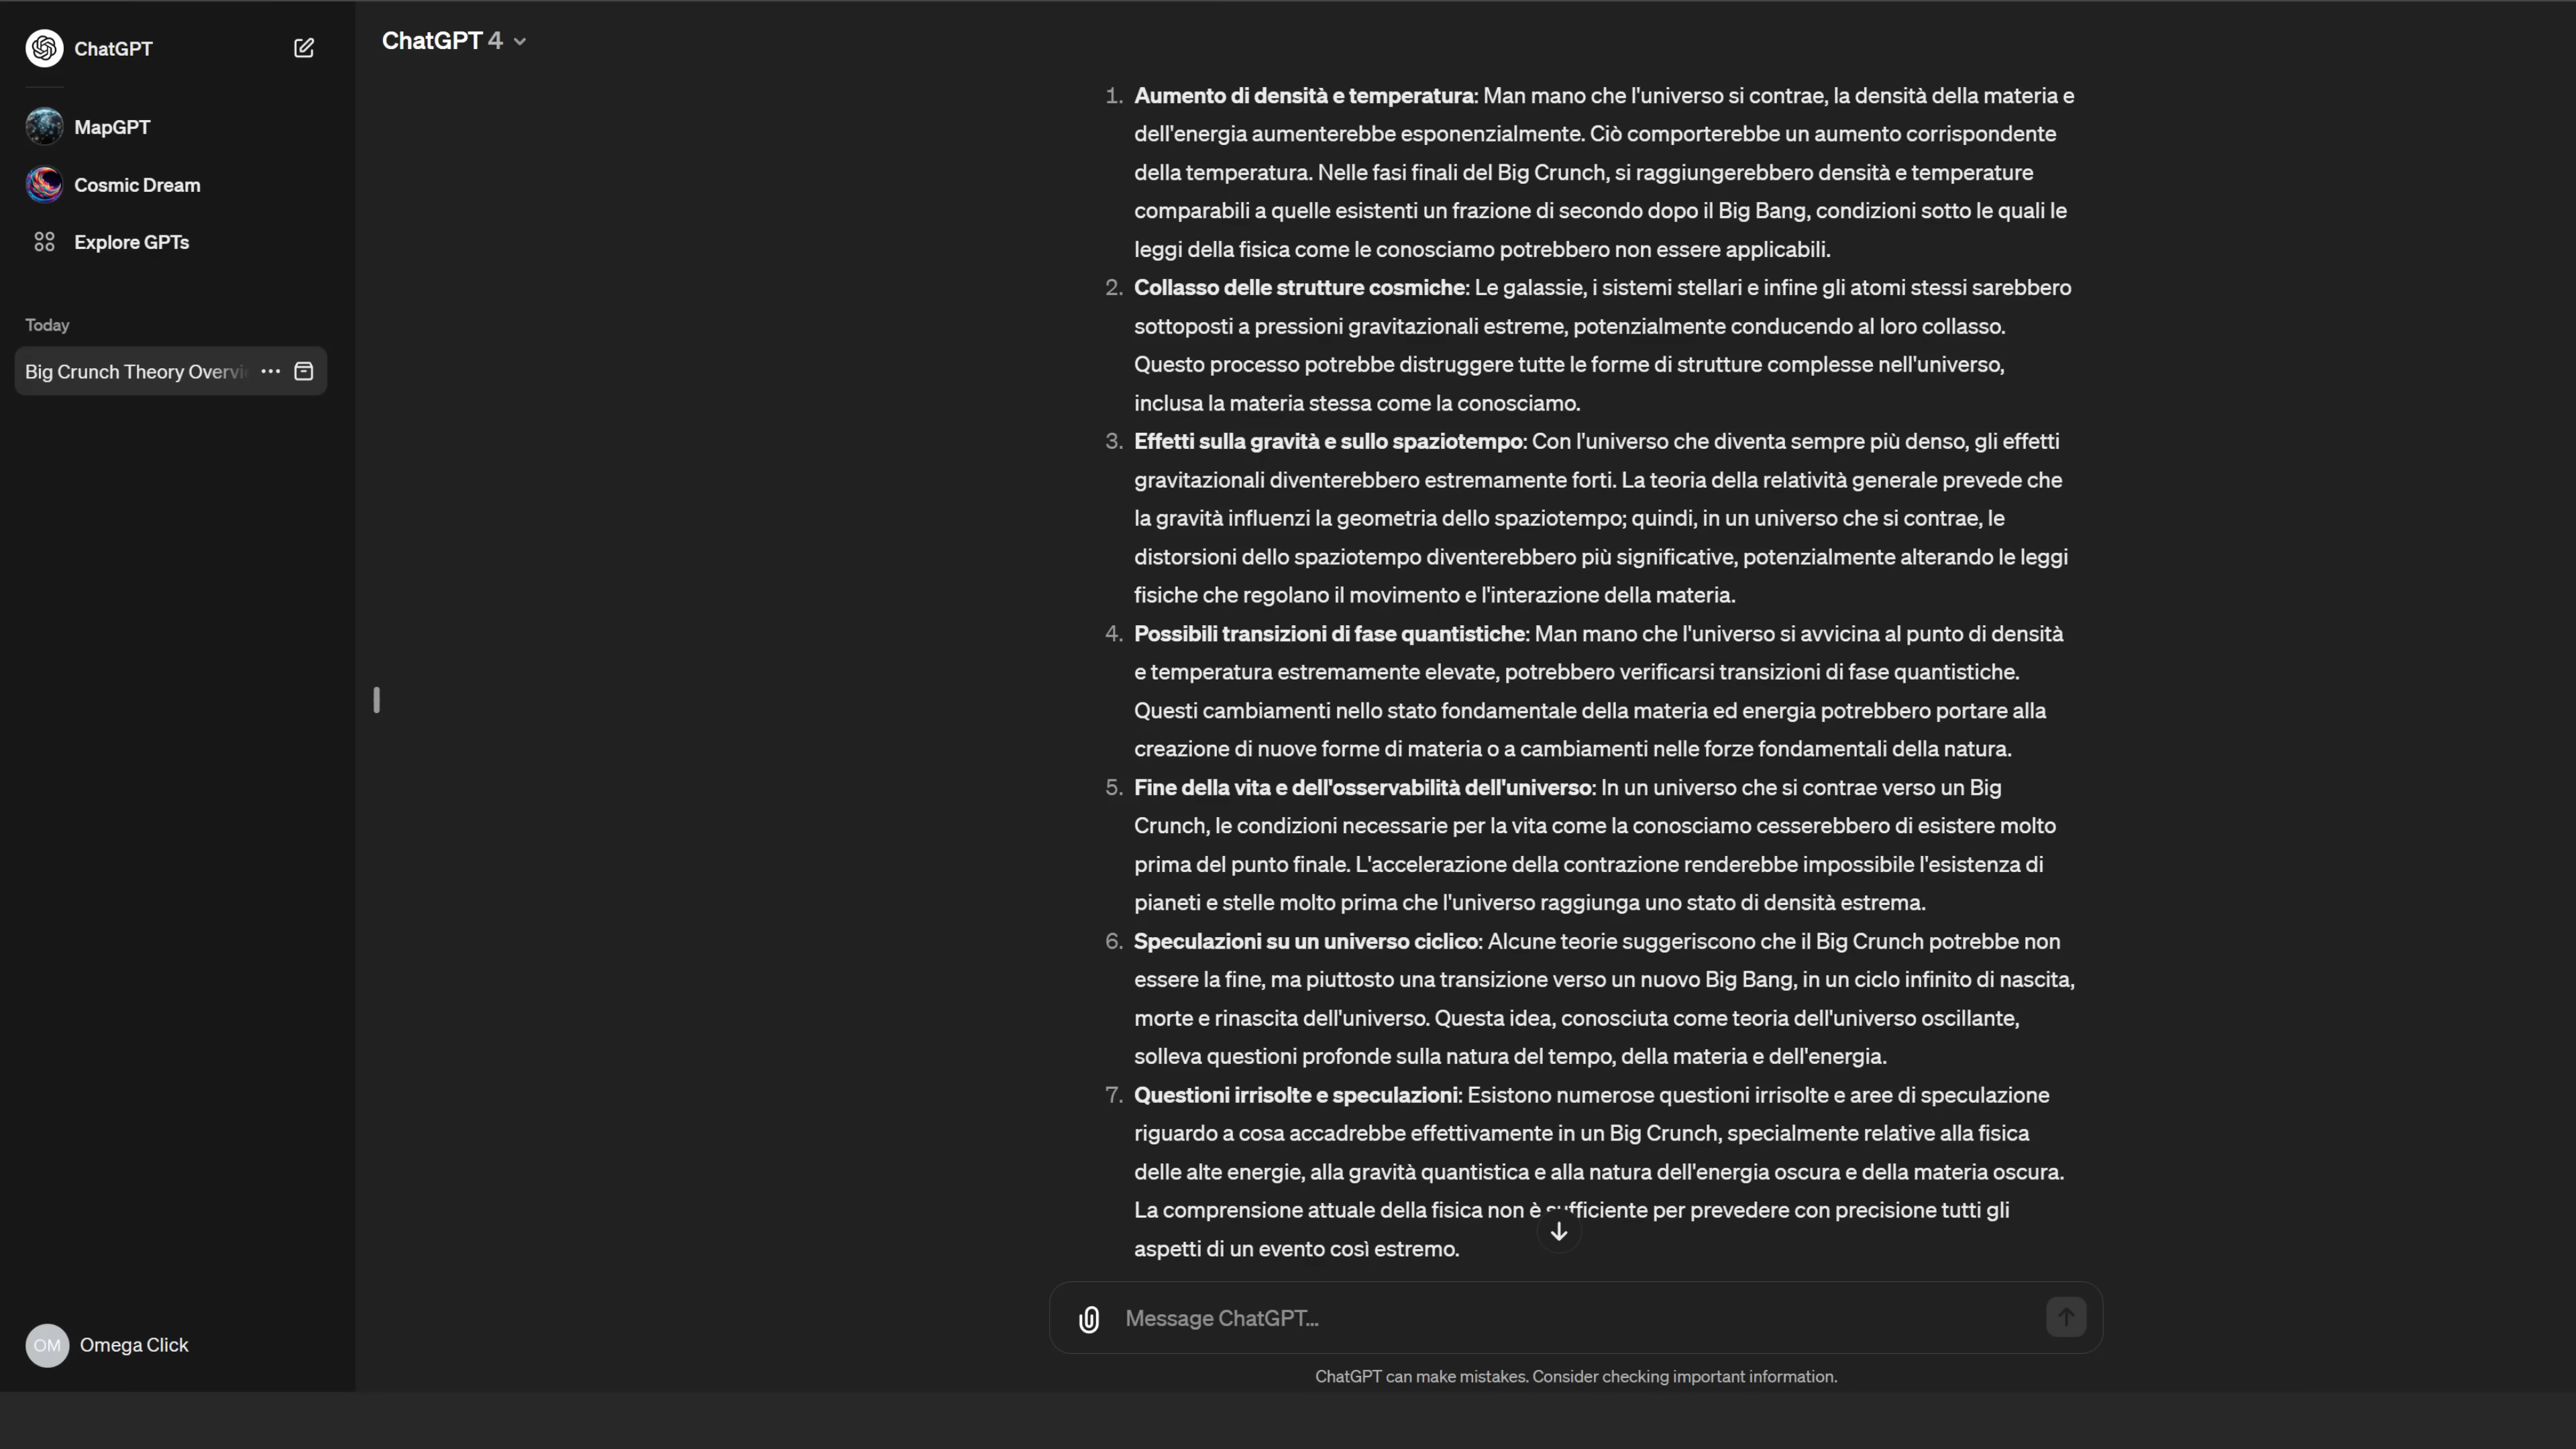 ChatGPT
MapGPT
Cosmic Dream
Explore GPTs
Today
Big Crunch Theory
OM
Omega Click
ChatGPT 4
1. Aumento di densità e temperatura: Man mano che l'universo si contrae, la densità della materia e
dell'energia aumenterebbe esponenzialmente. Ciò comporterebbe un aumento corrispondente
della temperatura. Nelle fasi finali del Big Crunch, si raggiungerebbero densità e temperature
comparabili a quelle esistenti un frazione di secondo dopo il Big Bang, condizioni sotto le quali le
leggi della fisica come le conosciamo potrebbero non essere applicabili.
2. Collasso delle strutture cosmiche: Le galassie, i sistemi stellari e infine gli atomi stessi sarebbero
sottoposti a pressioni gravitazionali estreme, potenzialmente conducendo al loro collasso.
Questo processo potrebbe distruggere tutte le forme di strutture complesse nell'universo,
inclusa la materia stessa come la conosciamo.
3. Effetti sulla gravità e sullo spaziotempo: Con l'universo che diventa sempre più denso, gli effetti
gravitazionali diventerebbero estremamente forti. La teoria della relatività generale prevede che
la gravità influenzi la geometria dello spaziotempo; quindi, in un universo che si contrae, le
distorsioni dello spaziotempo diventerebbero più significative, potenzialmente alterando le leggi
fisiche che regolano il movimento e l'interazione della materia.
4. Possibili transizioni di fase quantistiche: Man mano che l'universo si avvicina al punto di densità
e temperatura estremamente elevate, potrebbero verificarsi transizioni di fase quantistiche.
Questi cambiamenti nello stato fondamentale della materia ed energia potrebbero portare alla
creazione di nuove forme di materia o a cambiamenti nelle forze fondamentali della natura.
5. Fine della vita e dell'osservabilità dell'universo: In un universo che si contrae verso un Big
Crunch, le condizioni necessarie per la vita come la conosciamo cesserebbero di esistere molto
prima del punto finale. L'accelerazione della contrazione renderebbe impossibile l'esistenza di
pianeti e stelle molto prima che l'universo raggiunga uno stato di densità estrema.
6. Speculazioni su un universo ciclico: Alcune teorie suggeriscono che il Big Crunch potrebbe non
essere la fine, ma piuttosto una transizione verso un nuovo Big Bang, in un ciclo infinito di nascita,
morte e rinascita dell'universo. Questa idea, conosciuta come teoria dell'universo oscillante,
solleva questioni profonde sulla natura del tempo, della materia e dell'energia.
7. Questioni irrisolte e speculazioni: Esistono numerose questioni irrisolte e aree di speculazione
riguardo a cosa accadrebbe effettivamente in un Big Crunch, specialmente relative alla fisica
delle alte energie, alla gravità quantistica e alla natura dell'energia oscura e della materia oscura.
La comprensione attuale della fisica non è sufficiente per prevedere con precisione tutti gli
aspetti di un evento così estremo.
Message ChatGPT...
ChatGPT can make mistakes. Consider checking important information.